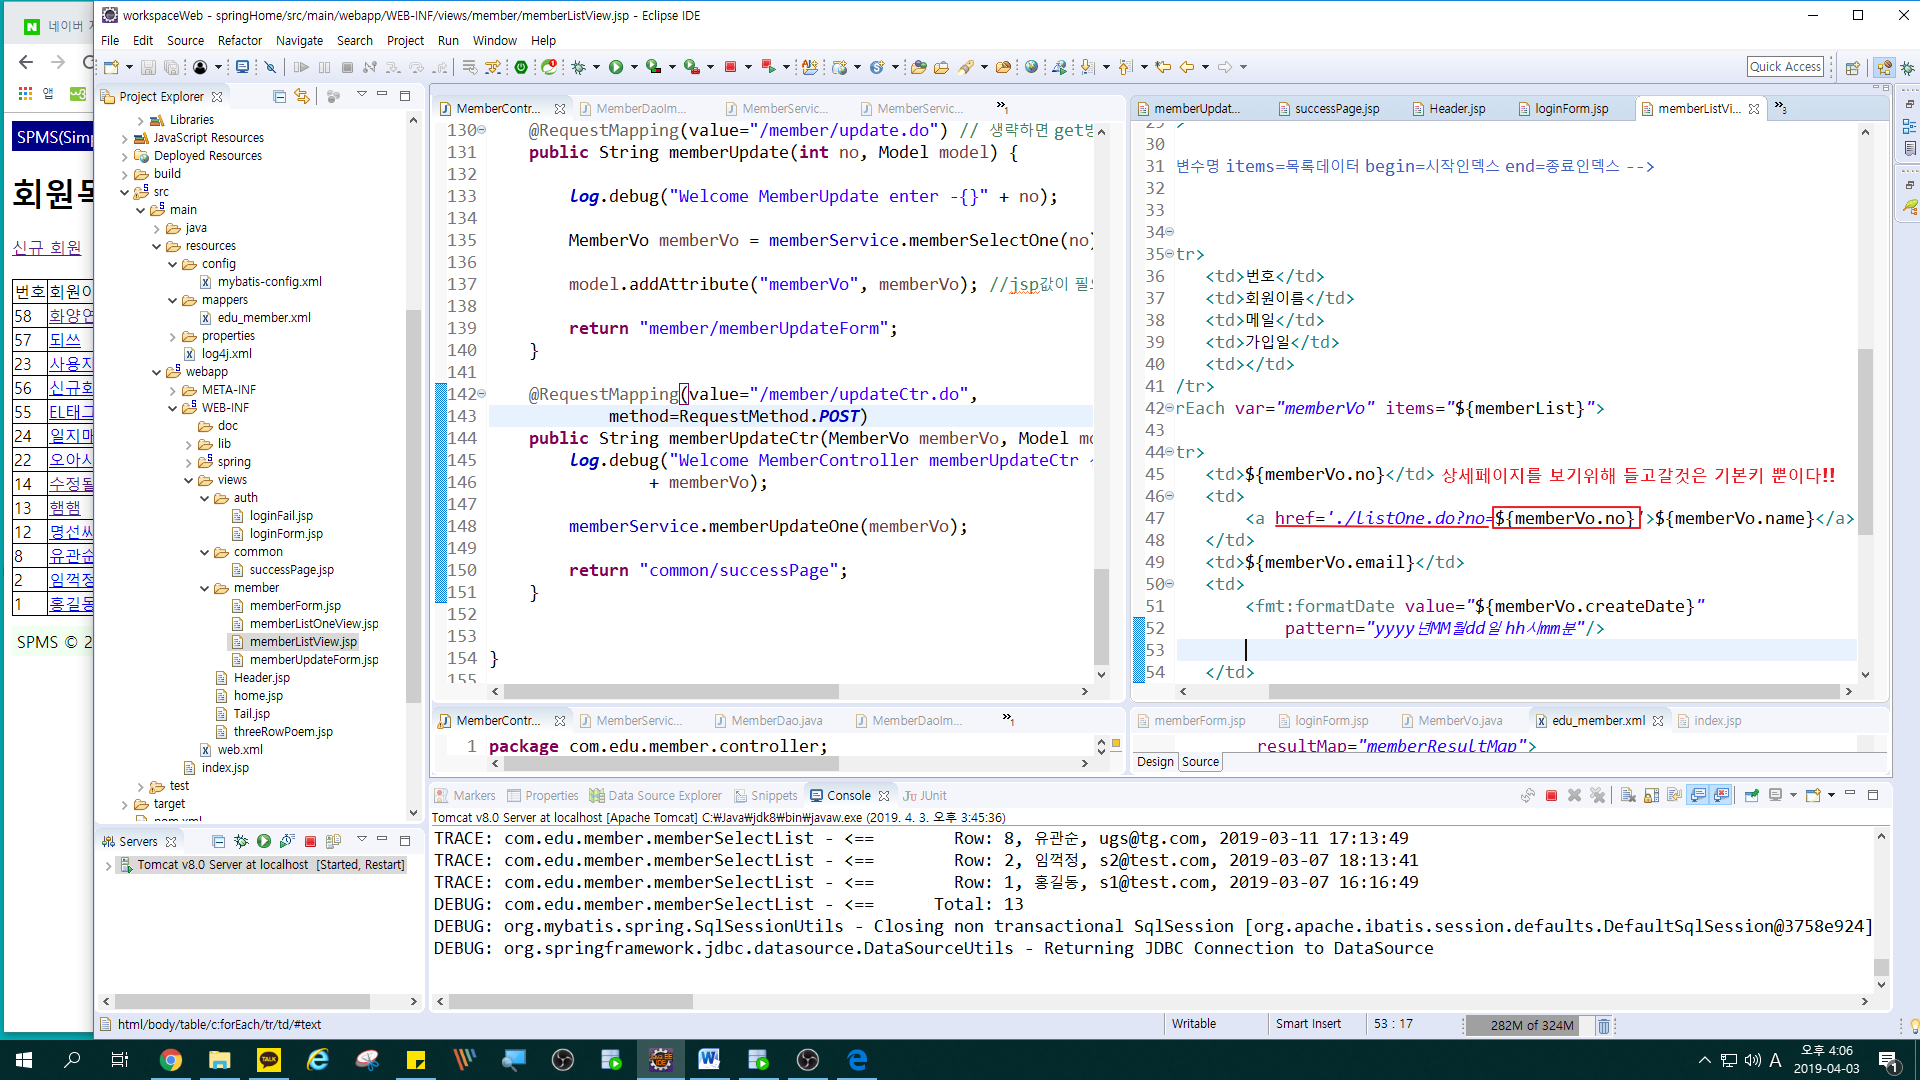 workspaceWeb - springHome/src/main/webapp/WEB-INF/views/member/memberListView.jsp - Eclipse IDE
File Edit Source Refactor Navigate Search Project Run Window Help
네이버
앱
Quick Access
SPMS(Simp
회원목
신규 회원
번호 회원이
58 화양연
57 되쓰
23 사용자
56 신규회
55 EL태그
24 일지매
22 오아시
14 수정될
13 햄햄
12 명선씨
8 유관순
2 임꺽정
1 홍길동
SPMS © 2
Project Explorer
Libraries
JavaScript Resources
Deployed Resources
build
src
main
java
resources
config
mybatis-config.xml
mappers
edu_member.xml
properties
log4j.xml
webapp
META-INF
WEB-INF
doc
lib
spring
views
auth
loginFail.jsp
loginForm.jsp
common
successPage.jsp
member
memberForm.jsp
memberListOneView.jsp
memberListView.jsp
memberUpdateForm.jsp
Header.jsp
home.jsp
Tail.jsp
threeRowPoem.jsp
web.xml
index.jsp
test
target
pom.xml
Servers
Tomcat v8.0 Server at localhost [Started, Restart]
MemberContr... MemberDaoIm... MemberServic... MemberServic... »1
130 @RequestMapping(value="/member/update.do") // 생략하면 get방
131 public String memberUpdate(int no, Model model) {
132
133 log.debug("Welcome MemberUpdate enter -{}" + no);
134
135 MemberVo memberVo = memberService.memberSelectOne(no)
136
137 model.addAttribute("memberVo", memberVo); //jsp값이 필요
138
139 return "member/memberUpdateForm";
140 }
141
142 @RequestMapping(value="/member/updateCtr.do",
143 method=RequestMethod.POST)
144 public String memberUpdateCtr(MemberVo memberVo, Model mo
145 log.debug("Welcome MemberController memberUpdateCtr
146 + memberVo);
147
148 memberService.memberUpdateOne(memberVo);
149
150 return "common/successPage";
151 }
152
153
154 }
155
memberUpdat... successPage.jsp Header.jsp loginForm.jsp memberListVi... »3
29 >
30
31 변수명 items=목록데이터 begin=시작인덱스 end=종료인덱스 -->
32
33
34
35 tr>
36 <td>번호</td>
37 <td>회원이름</td>
38 <td>메일</td>
39 <td>가입일</td>
40 <td></td>
41 /tr>
42 rEach var="memberVo" items="${memberList}">
43
44 tr>
45 <td>${memberVo.no}</td> 상세페이지를 보기위해 들고갈것은 기본키 뿐이다!!
46 <td>
47 <a href='./listOne.do?no=${memberVo.no}'>${memberVo.name}</a>
48 </td>
49 <td>${memberVo.email}</td>
50 <td>
51 <fmt:formatDate value="${memberVo.createDate}"
52 pattern="yyyy년MM월dd일 hh시mm분"/>
53
54 </td>
MemberContr... MemberServic... MemberDao.java MemberDaoIm... »1
1 package com.edu.member.controller;
memberForm.jsp loginForm.jsp MemberVo.java edu_member.xml index.jsp
resultMap="memberResultMap">
Design Source
Markers Properties Data Source Explorer Snippets Console JUnit
Tomcat v8.0 Server at localhost [Apache Tomcat] C:₩Java₩jdk8₩bin₩javaw.exe (2019. 4. 3. 오후 3:45:36)
TRACE: com.edu.member.memberSelectList - <== Row: 8, 유관순, ugs@tg.com, 2019-03-11 17:13:49
TRACE: com.edu.member.memberSelectList - <== Row: 2, 임꺽정, s2@test.com, 2019-03-07 18:13:41
TRACE: com.edu.member.memberSelectList - <== Row: 1, 홍길동, s1@test.com, 2019-03-07 16:16:49
DEBUG: com.edu.member.memberSelectList - <== Total: 13
DEBUG: org.mybatis.spring.SqlSessionUtils - Closing non transactional SqlSession [org.apache.ibatis.session.defaults.DefaultSqlSession@3758e924]
DEBUG: org.springframework.jdbc.datasource.DataSourceUtils - Returning JDBC Connection to DataSource
html/body/table/c:forEach/tr/td/#text
Writable Smart Insert 53 : 17 282M of 324M
TALK
A 오후 4:06
2019-04-03
1